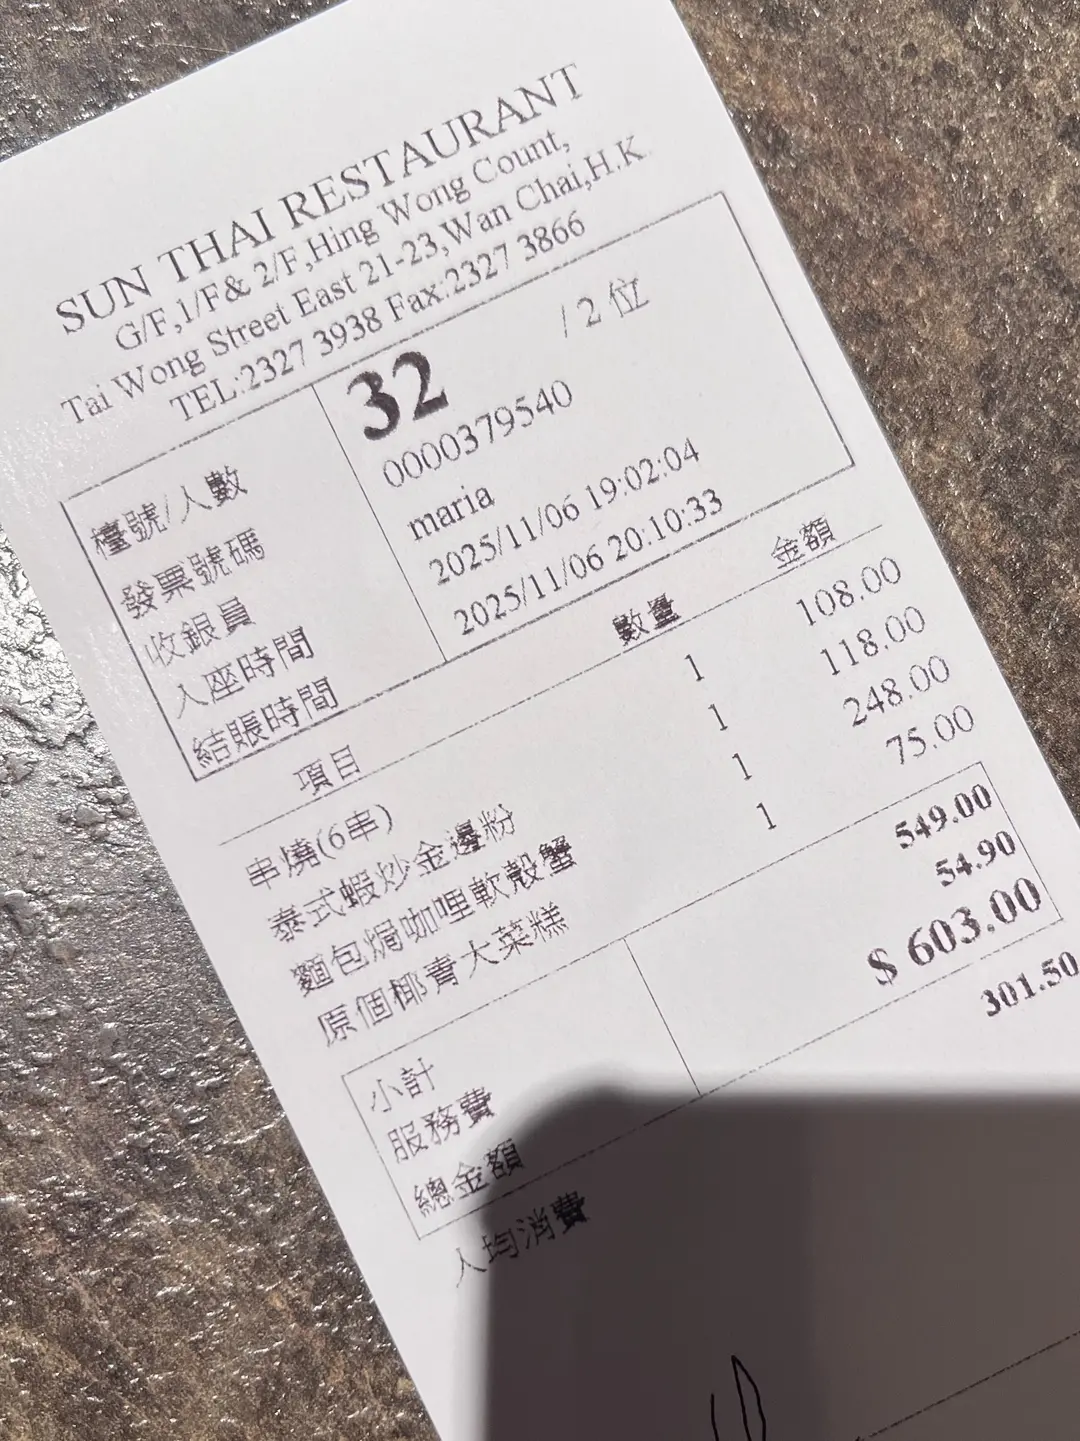 SUN THAI RESTAURANT
G/F,1/F& 2/F,Hing Wong Count,
Tai Wong Street East 21-23,Wan Chai,H.K
TEL:2327 3938 Fax:2327 3866
檯號/人數 32 / 2 位
發票號碼 0000379540
收銀員 maria
入座時間 2025/11/06 19:02:04
結賬時間 2025/11/06 20:10:33
項目 數量 金額
串燒(6串) 1 108.00
泰式蝦炒金邊粉 1 118.00
麵包焗咖哩軟殼蟹 1 248.00
原個椰青大菜糕 1 75.00
小計 549.00
服務費 54.90
總金額 $ 603.00
人均消費 301.50